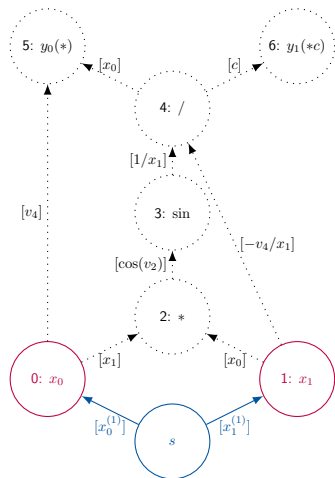 5: y₀(*)
6: y₁(*c)
[x₀]
[c]
4: /
[1/x₁]
[v₄]
3: sin
[−v₄/x₁]
[cos(v₂)]
2: *
[x₁]
[x₀]
0: x₀
1: x₁
[x₀⁽¹⁾]
[x₁⁽¹⁾]
s